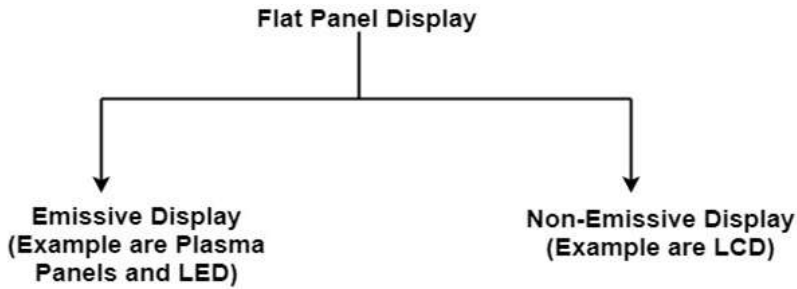 Flat Panel Display
Emissive Display
(Example are Plasma
Panels and LED)
Non-Emissive Display
(Example are LCD)